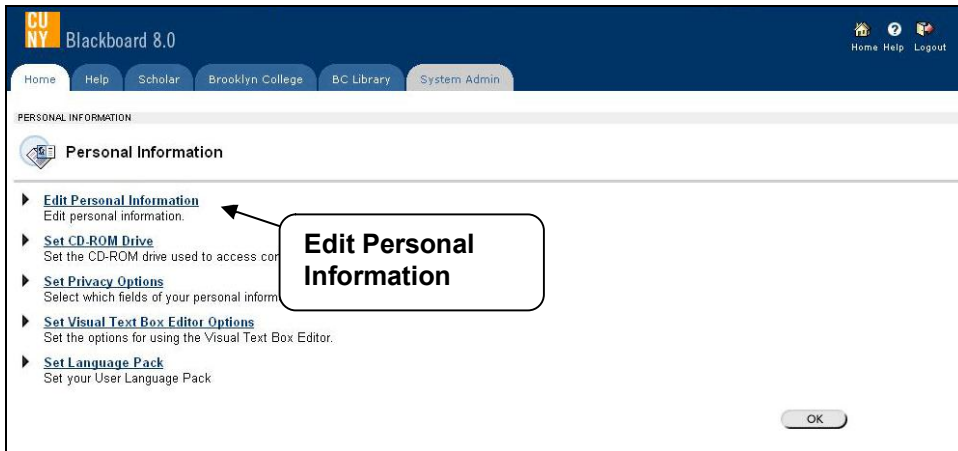 CU
NY
Blackboard 8.0
Home Help Logout
Home Help Scholar Brooklyn College BC Library System Admin
PERSONAL INFORMATION
Personal Information
Edit Personal Information
Edit personal information.
Edit Personal
Information
Set CD-ROM Drive
Set the CD-ROM drive used to access
Set Privacy Options
Select which fields of your personal
Set Visual Text Box Editor Options
Set the options for using the Visual Text Box Editor.
Set Language Pack
Set your User Language Pack
OK